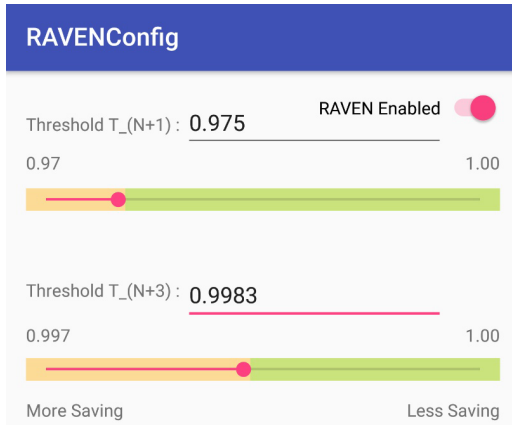 RAVENConfig
RAVEN Enabled
Threshold T_(N+1) : 0.975
0.97 1.00
Threshold T_(N+3) : 0.9983
0.997 1.00
More Saving Less Saving